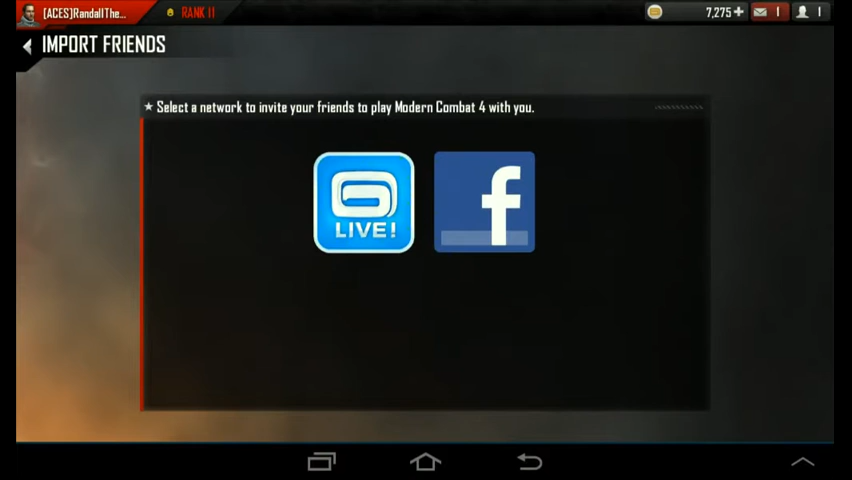 [ACES]RandallThe...
RANK 11
7,275
1
1
IMPORT FRIENDS
Select a network to invite your friends to play Modern Combat 4 with you.
LIVE!
f